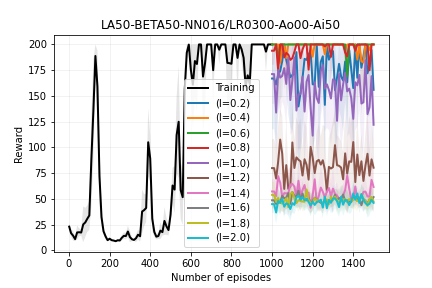 LA50-BETA50-NN016/LR0300-Ao00-Ai50
200
175
150
125
100
75
50
25
0
Reward
Training
(l=0.2)
(l=0.4)
(l=0.6)
(l=0.8)
(l=1.0)
(l=1.2)
(l=1.4)
(l=1.6)
(l=1.8)
(l=2.0)
0 200 400 600 800 1000 1200 1400
Number of episodes